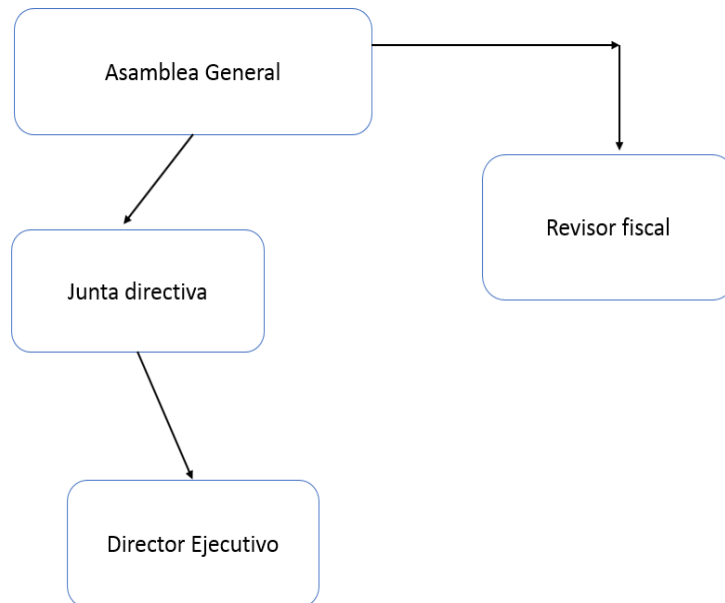 Asamblea General
Revisor fiscal
Junta directiva
Director Ejecutivo